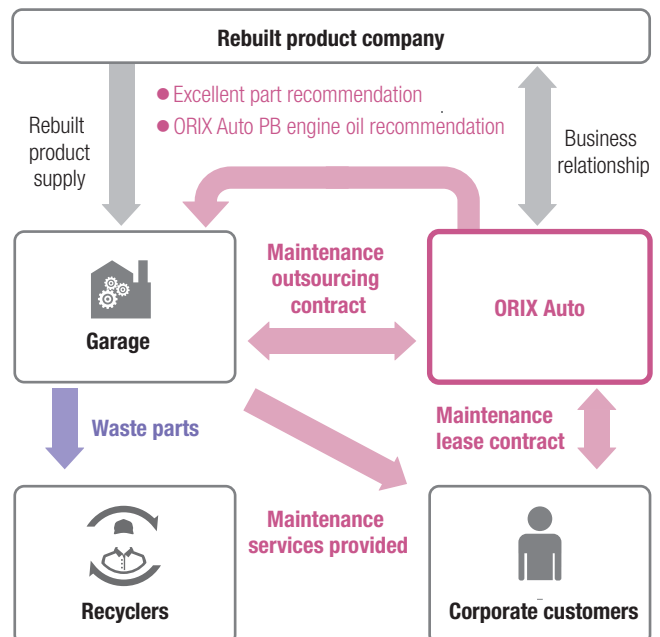 Rebuilt product company
● Excellent part recommendation
● ORIX Auto PB engine oil recommendation
Rebuilt
product
supply
Business
relationship
Maintenance
outsourcing
contract
ORIX Auto
Garage
Waste parts
Maintenance
lease contract
Maintenance
services provided
Recyclers
Corporate customers